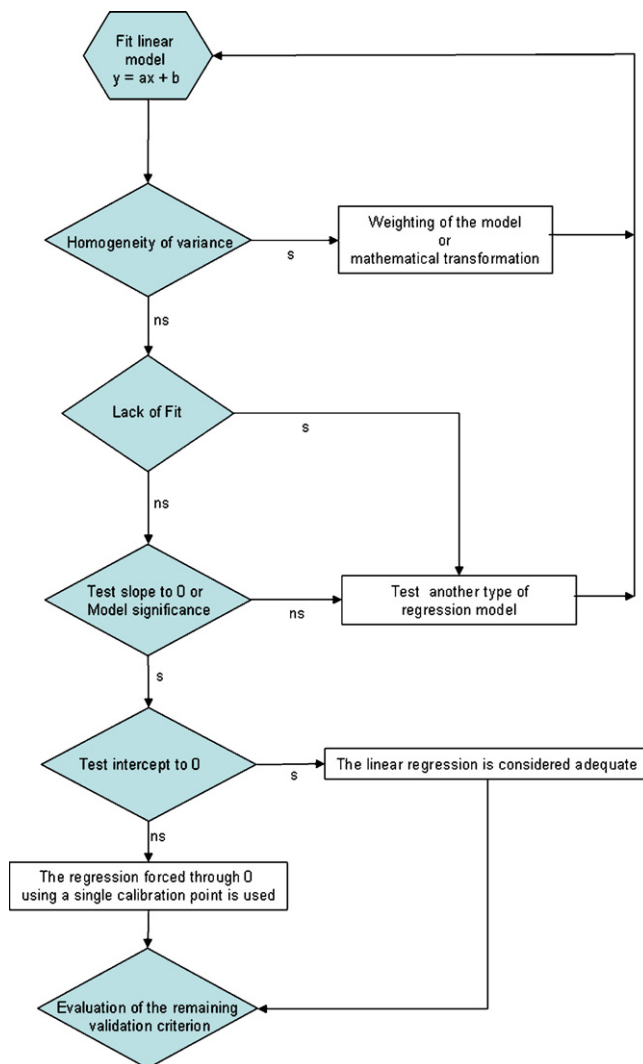 Fit linear
model
y = ax + b
Homogeneity of variance
s
Weighting of the model
or
mathematical transformation
ns
Lack of Fit
s
ns
Test slope to 0 or
Model significance
ns
Test another type of
regression model
s
Test intercept to 0
s
The linear regression is considered adequate
ns
The regression forced through 0
using a single calibration point is used
Evaluation of the remaining
validation criterion